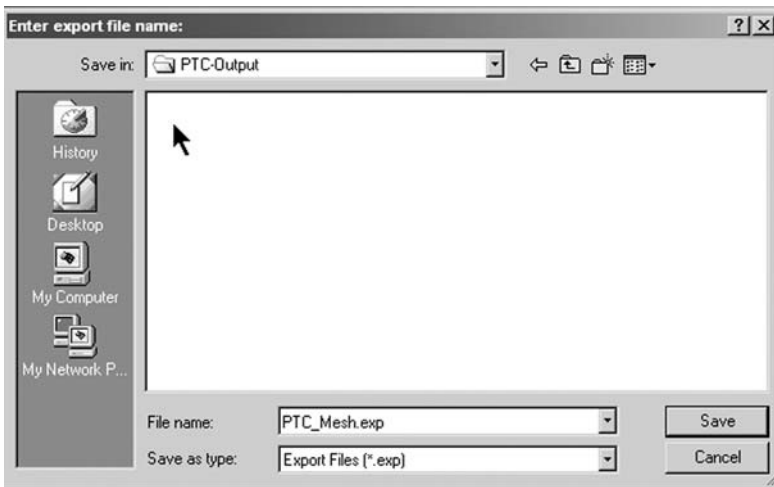 Enter export file name:
Save in: PTC-Output
History
Desktop
My Computer
My Network P...
File name: PTC_Mesh.exp Save
Save as type: Export Files (*.exp) Cancel